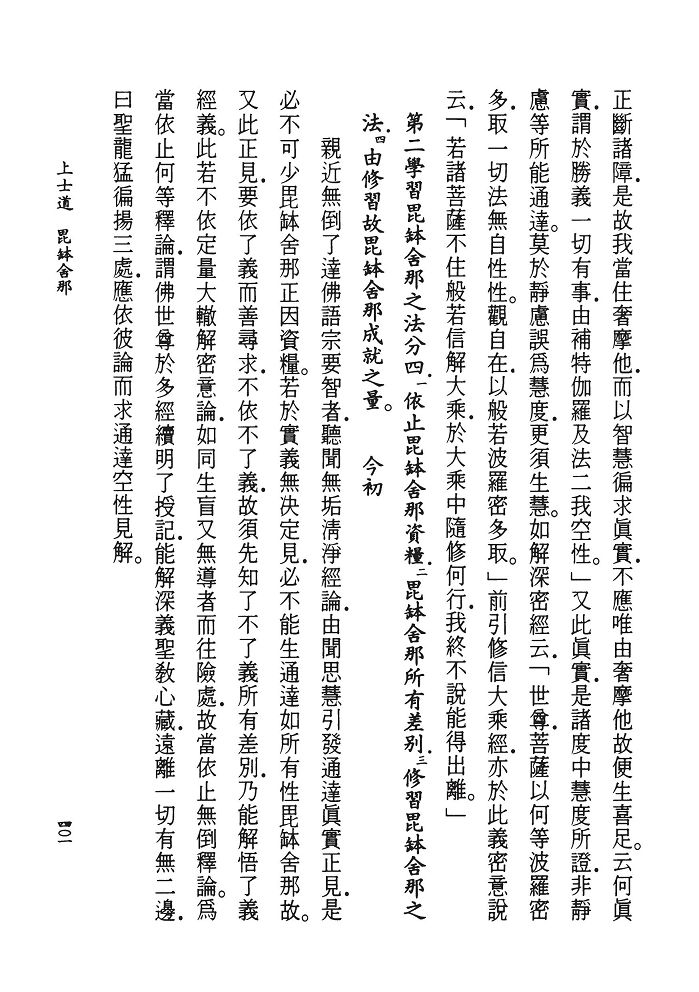 正斷諸障．是故我當住奢摩他．而以智慧徧求眞實．不應唯由奢摩他故便生喜足。云何眞
實．謂於勝義一切有事．由補特伽羅及法二我空性。」又此眞實．是諸度中慧度所證．非靜
慮等所能通達。莫於靜慮誤爲慧度．更須生慧。如解深密經云．「世尊．菩薩以何等波羅密
多．取一切法無自性性。觀自在．以般若波羅密多取。」前引修信大乘經．亦於此義密意說
云．「若諸菩薩不住般若信解大乘．於大乘中隨修何行．我終不說能得出離。」
第二學習毘鉢舍那之法分四．一依止毘鉢舍那資糧．二毘鉢舍那所有差別．三修習毘鉢舍那之
法．四由修習故毘鉢舍那成就之量。　今初
親近無倒了達佛語宗要智者．聽聞無垢淸淨經論．由聞思慧引發通達眞實正見．是
必不可少毘鉢舍那正因資糧。若於實義無決定見．必不能生通達如所有性毘鉢舍那故。
又此正見．要依了義而善尋求．不依不了義．故須先知了不了義所有差別．乃能解悟了義
經義。此若不依定量大轍解密意論．如同生盲又無導者而往險處．故當依止無倒釋論。爲
當依止何等釋論．謂佛世尊於多經續明了授記．能解深義聖敎心藏．遠離一切有無二邊．
曰聖龍猛徧揚三處．應依彼論而求通達空性見解。
上士道　毘鉢舍那
四〇一